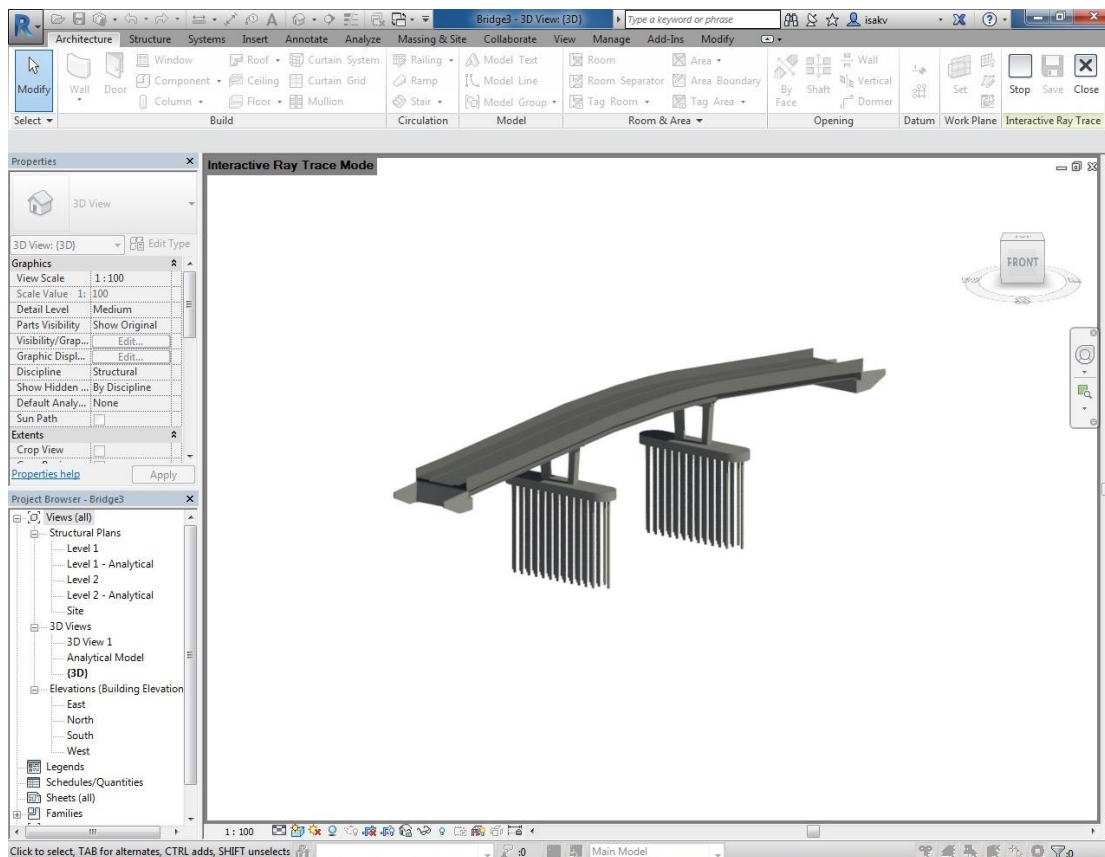 Bridge3 - 3D View: {3D}
Type a keyword or phrase
isakv
Architecture Structure Systems Insert Annotate Analyze Massing & Site Collaborate View Manage Add-Ins Modify
Modify
Wall
Door
Window
Component
Column
Roof
Ceiling
Floor
Curtain System
Curtain Grid
Mullion
Railing
Ramp
Stair
Model Text
Model Line
Model Group
Room
Room Separator
Tag Room
Area
Area Boundary
Tag Area
By Face
Shaft
Wall
Vertical
Dormer
Set
Stop
Save
Close
Select Build Circulation Model Room & Area Opening Datum Work Plane Interactive Ray Trace
Properties
3D View
3D View: {3D} Edit Type
Graphics
View Scale 1 : 100
Scale Value 1: 100
Detail Level Medium
Parts Visibility Show Original
Visibility/Grap... Edit...
Graphic Displ... Edit...
Discipline Structural
Show Hidden ... By Discipline
Default Analy... None
Sun Path
Extents
Crop View
Properties help Apply
Project Browser - Bridge3
Views (all)
Structural Plans
Level 1
Level 1 - Analytical
Level 2
Level 2 - Analytical
Site
3D Views
3D View 1
Analytical Model
{3D}
Elevations (Building Elevation
East
North
South
West
Legends
Schedules/Quantities
Sheets (all)
Families
Interactive Ray Trace Mode
FRONT
1 : 100
Click to select, TAB for alternates, CTRL adds, SHIFT unselects
:0
Main Model
:0